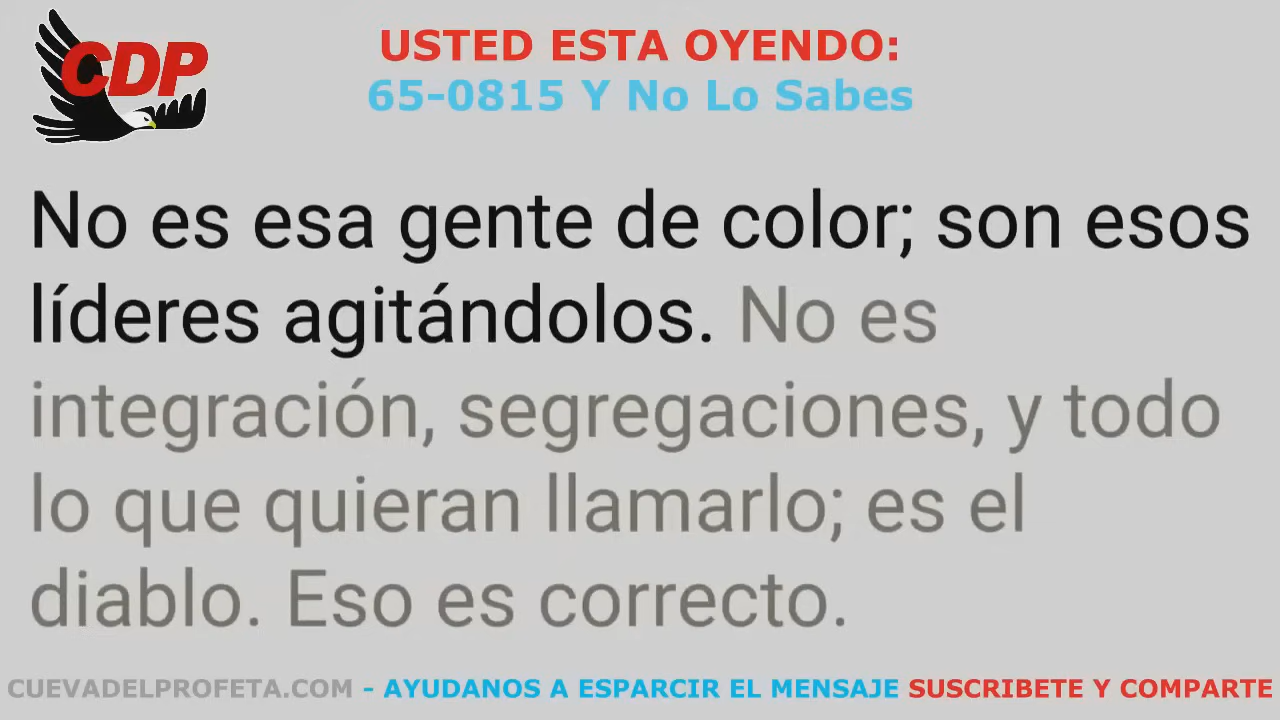 CDP
USTED ESTA OYENDO:
65-0815 Y No Lo Sabes
No es esa gente de color; son esos
líderes agitándolos. No es
integración, segregaciones, y todo
lo que quieran llamarlo; es el
diablo. Eso es correcto.
CUEVADELPROFETA.COM - AYUDANOS A ESPARCIR EL MENSAJE SUSCRIBETE Y COMPARTE